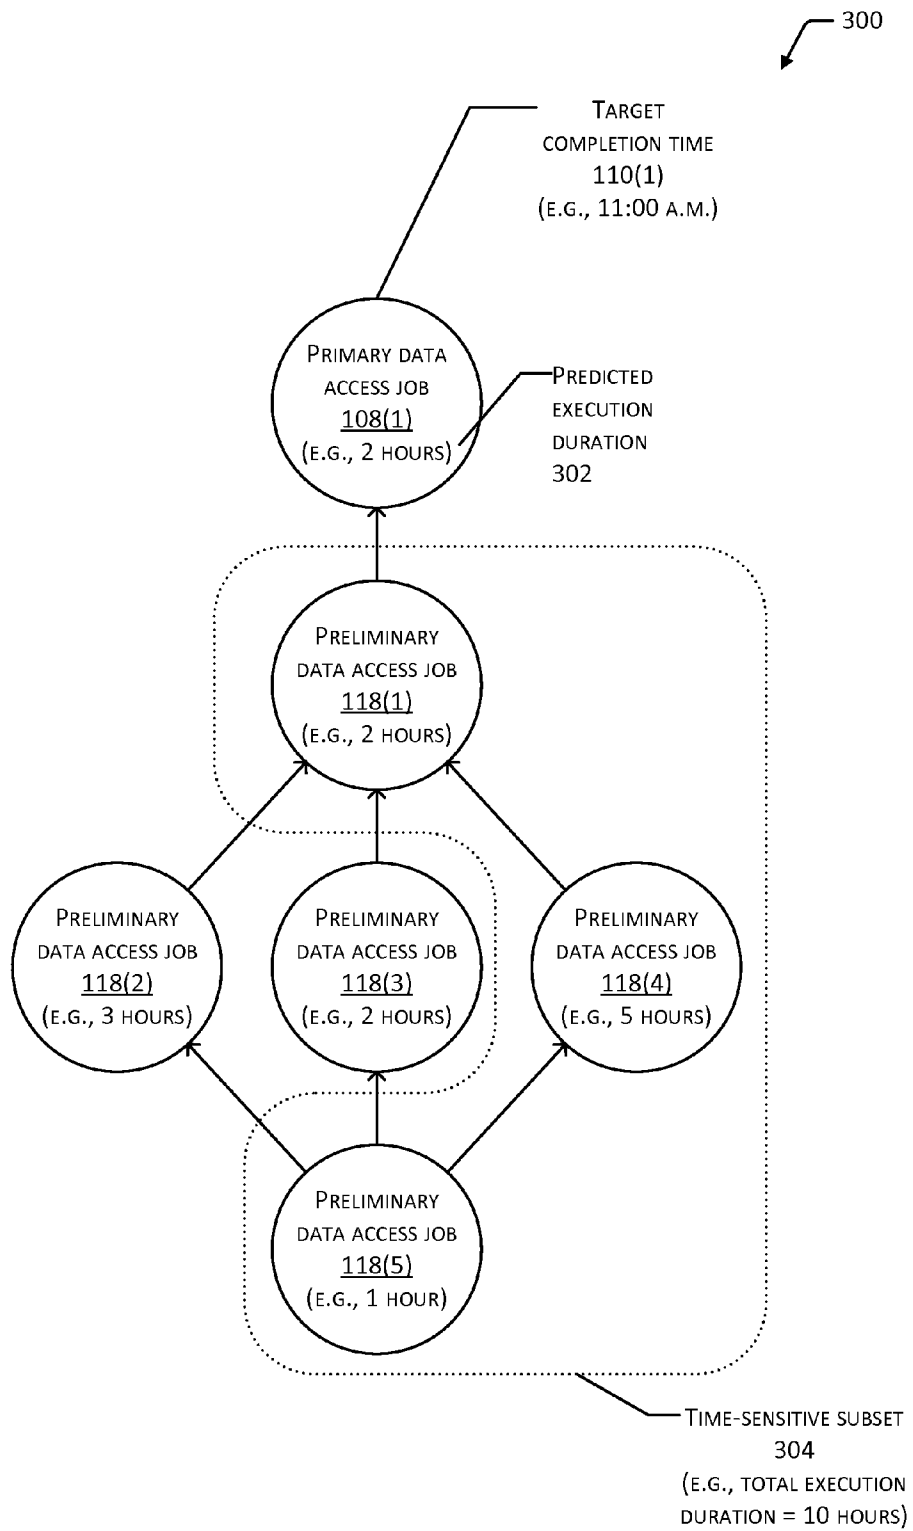 300
TARGET
COMPLETION TIME
110(1)
(E.G., 11:00 A.M.)
PRIMARY DATA
ACCESS JOB
108(1)
(E.G., 2 HOURS)
PREDICTED
EXECUTION
DURATION
302
PRELIMINARY
DATA ACCESS JOB
118(1)
(E.G., 2 HOURS)
PRELIMINARY
DATA ACCESS JOB
118(2)
(E.G., 3 HOURS)
PRELIMINARY
DATA ACCESS JOB
118(3)
(E.G., 2 HOURS)
PRELIMINARY
DATA ACCESS JOB
118(4)
(E.G., 5 HOURS)
PRELIMINARY
DATA ACCESS JOB
118(5)
(E.G., 1 HOUR)
TIME-SENSITIVE SUBSET
304
(E.G., TOTAL EXECUTION
DURATION = 10 HOURS)